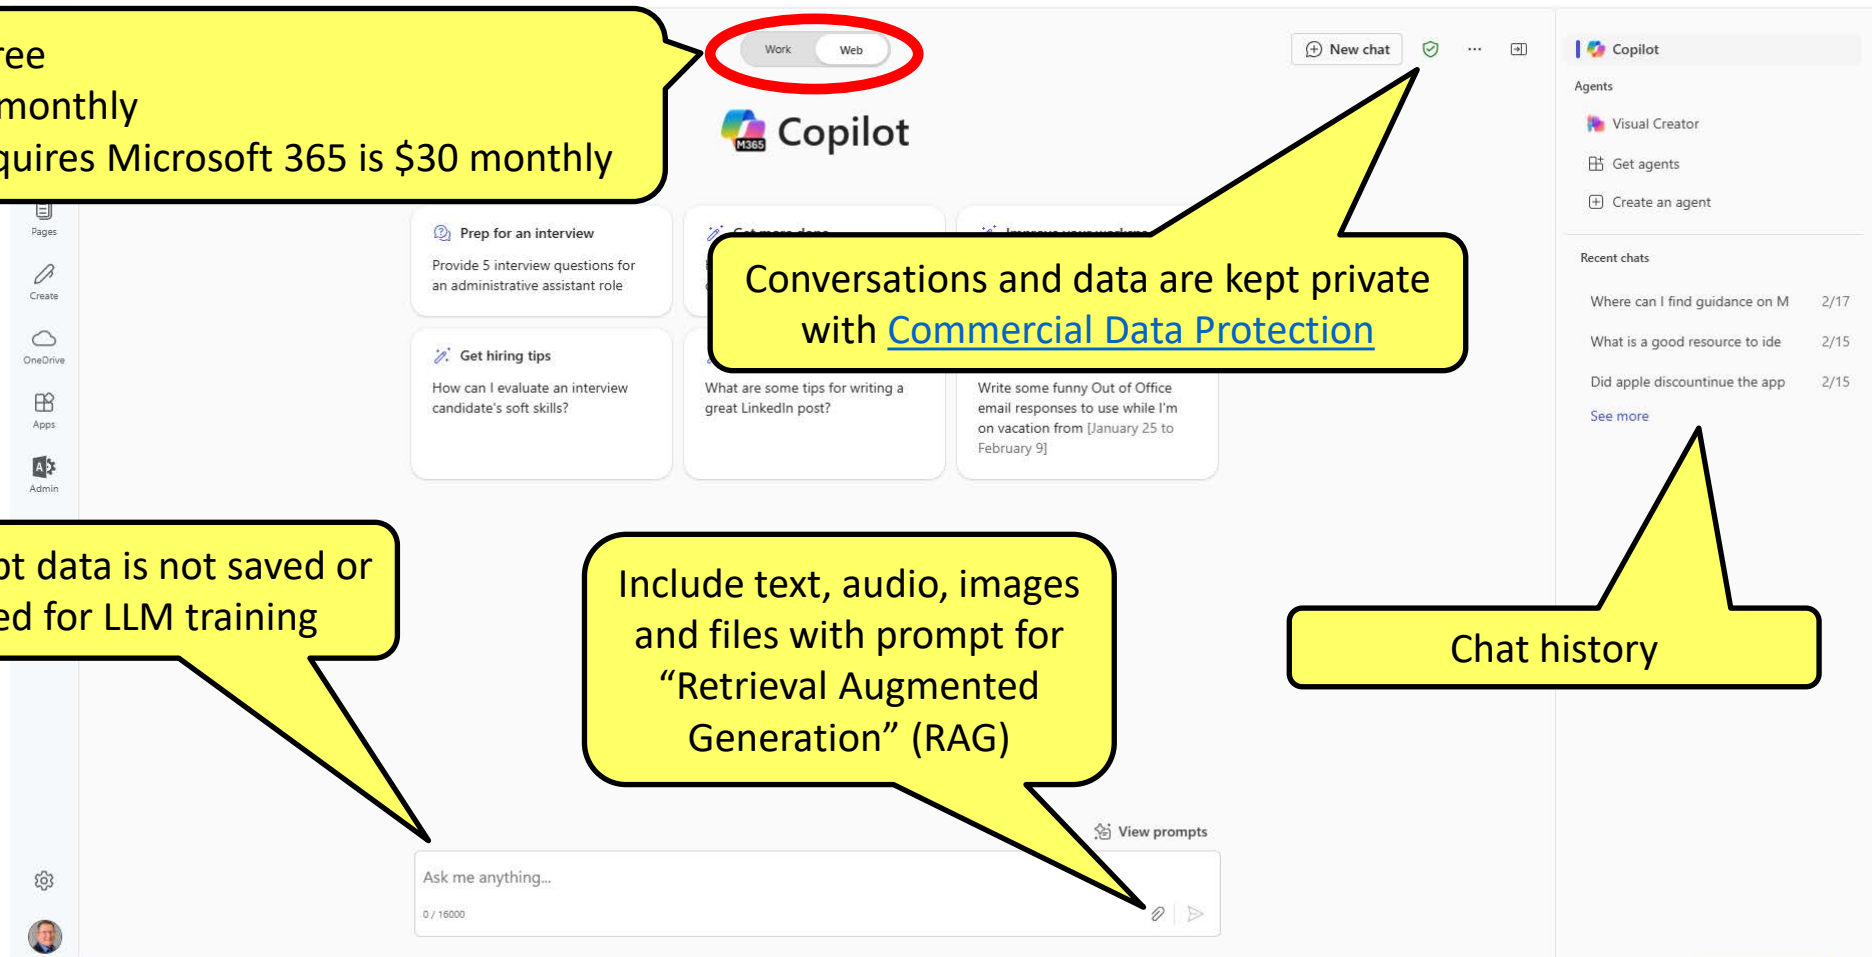 monthly
Microsoft 365 is $30 monthly
Work
Web
New chat
M365
Copilot
Conversations and data are kept private
with Commercial Data Protection
Pages
Create
OneDrive
Apps
Admin
Prep for an interview
Provide 5 interview questions for
an administrative assistant role
Get hiring tips
How can I evaluate an interview
candidate's soft skills?
What are some tips for writing a
great LinkedIn post?
Write some funny Out of Office
email responses to use while I'm
on vacation from [January 25 to
February 9]
data is not saved or
for LLM training
Include text, audio, images
and files with prompt for
“Retrieval Augmented
Generation” (RAG)
View prompts
Ask me anything...
0 / 16000
Copilot
Agents
Visual Creator
Get agents
Create an agent
Recent chats
Where can I find guidance on M 2/17
What is a good resource to ide 2/15
Did apple discountinue the app 2/15
See more
Chat history